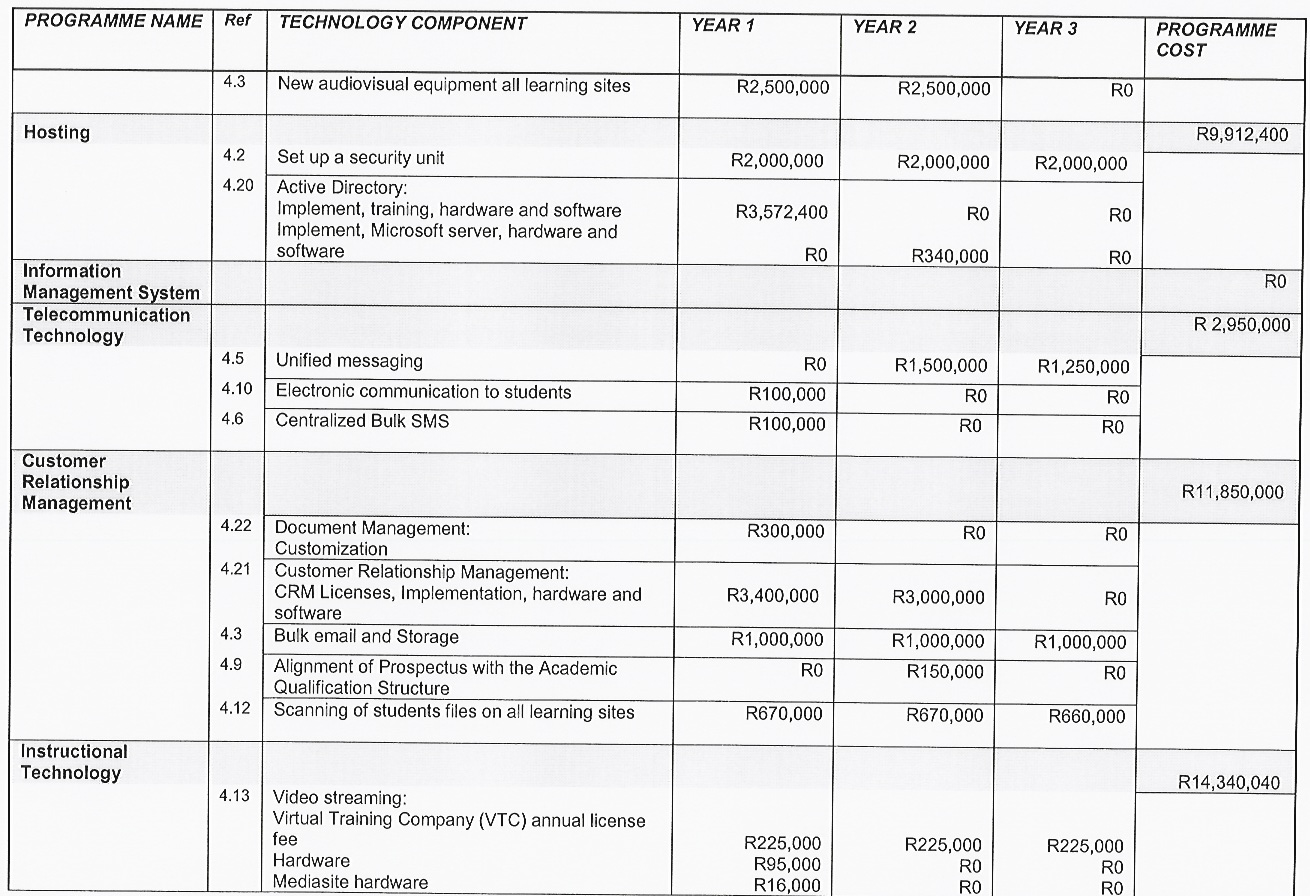 PROGRAMME NAME Ref TECHNOLOGY COMPONENT YEAR 1 YEAR 2 YEAR 3 PROGRAMME
COST
4.3 New audiovisual equipment all learning sites R2,500,000 R2,500,000 R0
Hosting R9,912,400
4.2 Set up a security unit R2,000,000 R2,000,000 R2,000,000
4.20 Active Directory:
Implement, training, hardware and software R3,572,400 R0 R0
Implement, Microsoft server, hardware and
software R0 R340,000 R0
Information
Management System R0
Telecommunication
Technology R 2,950,000
4.5 Unified messaging R0 R1,500,000 R1,250,000
4.10 Electronic communication to students R100,000 R0 R0
4.6 Centralized Bulk SMS R100,000 R0 R0
Customer
Relationship
Management R11,850,000
4.22 Document Management: R300,000 R0 R0
Customization
4.21 Customer Relationship Management:
CRM Licenses, Implementation, hardware and R3,400,000 R3,000,000 R0
software
4.3 Bulk email and Storage R1,000,000 R1,000,000 R1,000,000
4.9 Alignment of Prospectus with the Academic R0 R150,000 R0
Qualification Structure
4.12 Scanning of students files on all learning sites R670,000 R670,000 R660,000
Instructional
Technology R14,340,040
4.13 Video streaming:
Virtual Training Company (VTC) annual license
fee R225,000 R225,000 R225,000
Hardware R95,000 R0 R0
Mediasite hardware R16,000 R0 R0